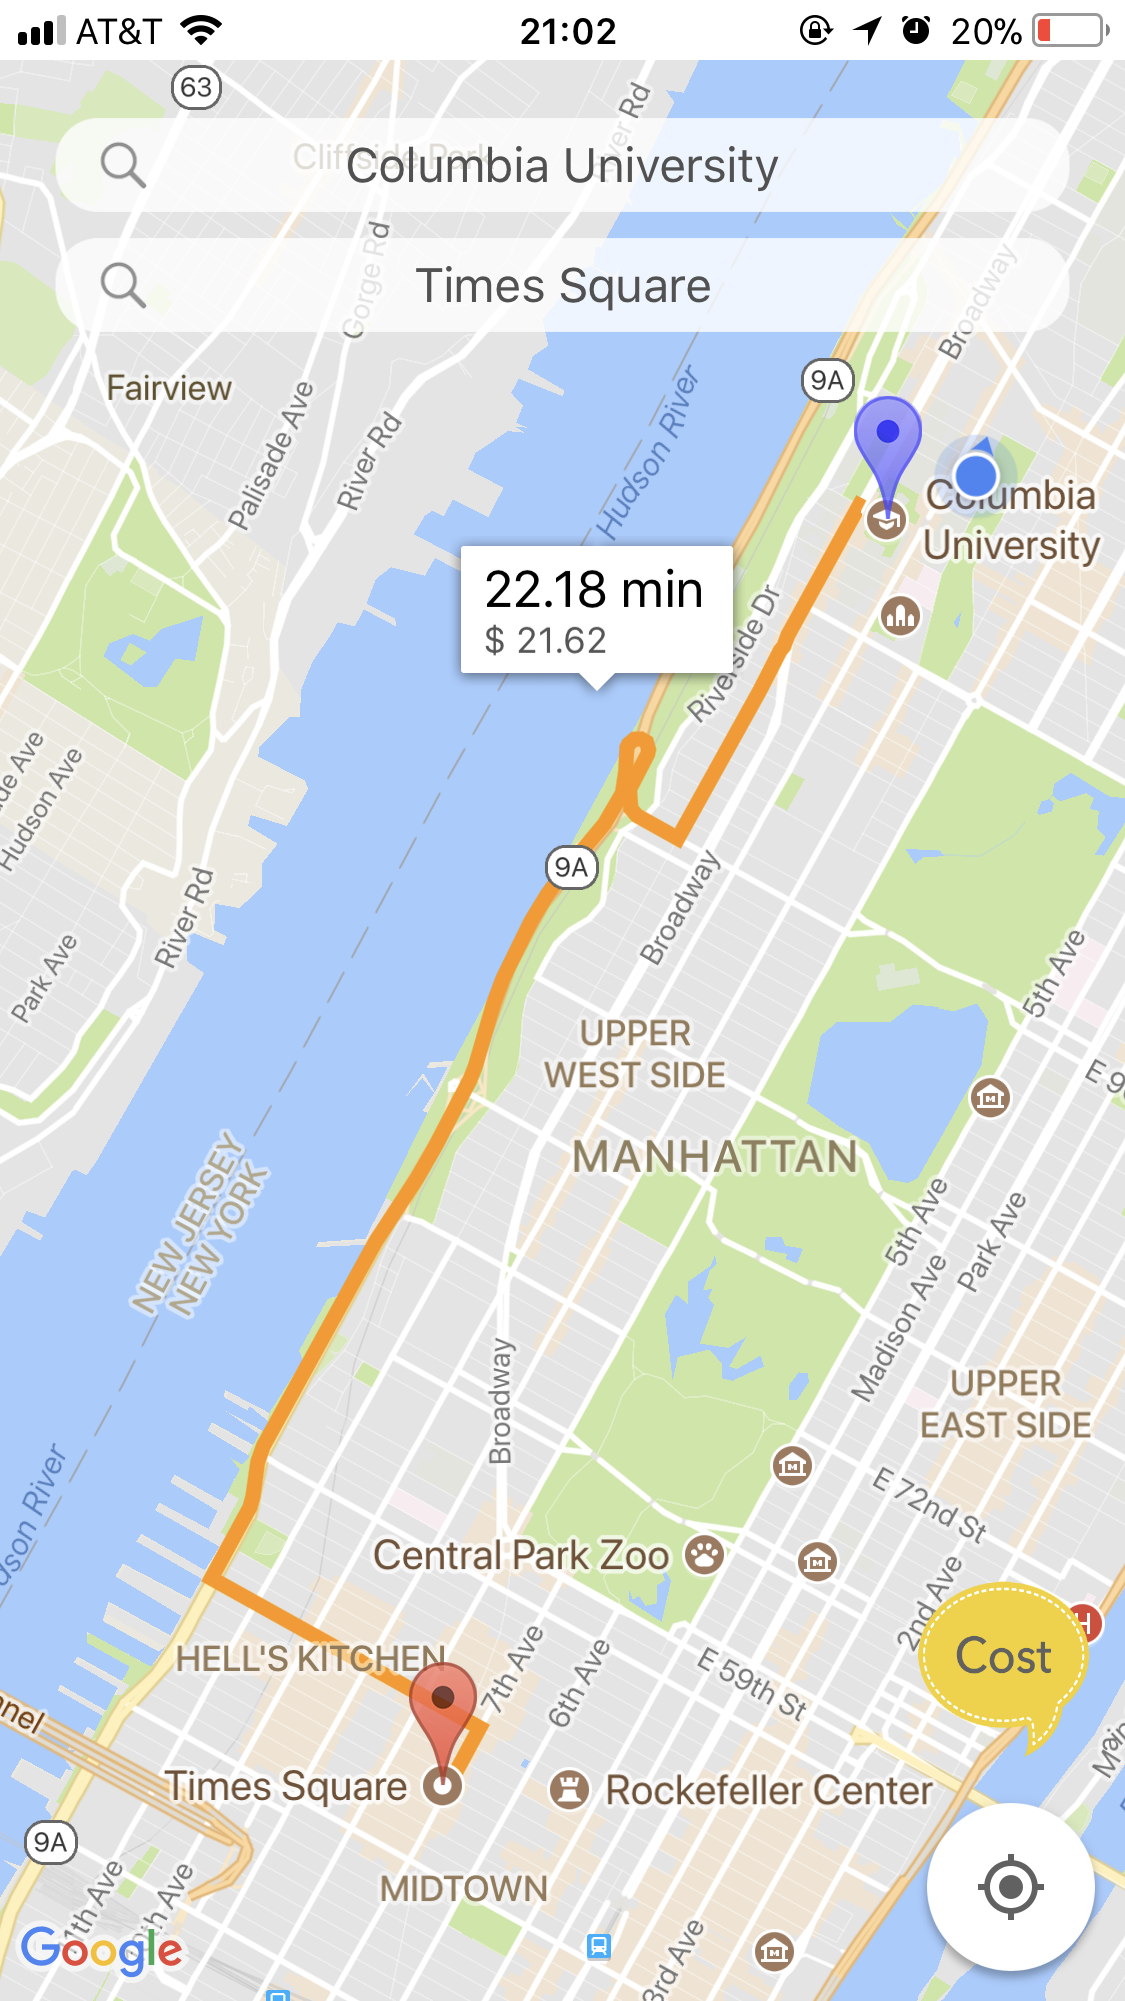 AT&T
21:02
20%
63
Cliffside Park
River Rd
Columbia University
Gorge Rd
Times Square
Broadway
Fairview
Palisade Ave
River Rd
Hudson River
9A
Columbia
University
22.18 min
$ 21.62
Riverside Dr
Hudson Ave
9A
Broadway
River Rd
Park Ave
5th Ave
UPPER
WEST SIDE
MANHATTAN
NEW JERSEY
NEW YORK
5th Ave
Park Ave
Madison Ave
Broadway
UPPER
EAST SIDE
E 72nd St
Central Park Zoo
2nd Ave
H
Cost
HELL'S KITCHEN
7th Ave
6th Ave
E 59th St
Times Square
Rockefeller Center
9A
MIDTOWN
3rd Ave
Google